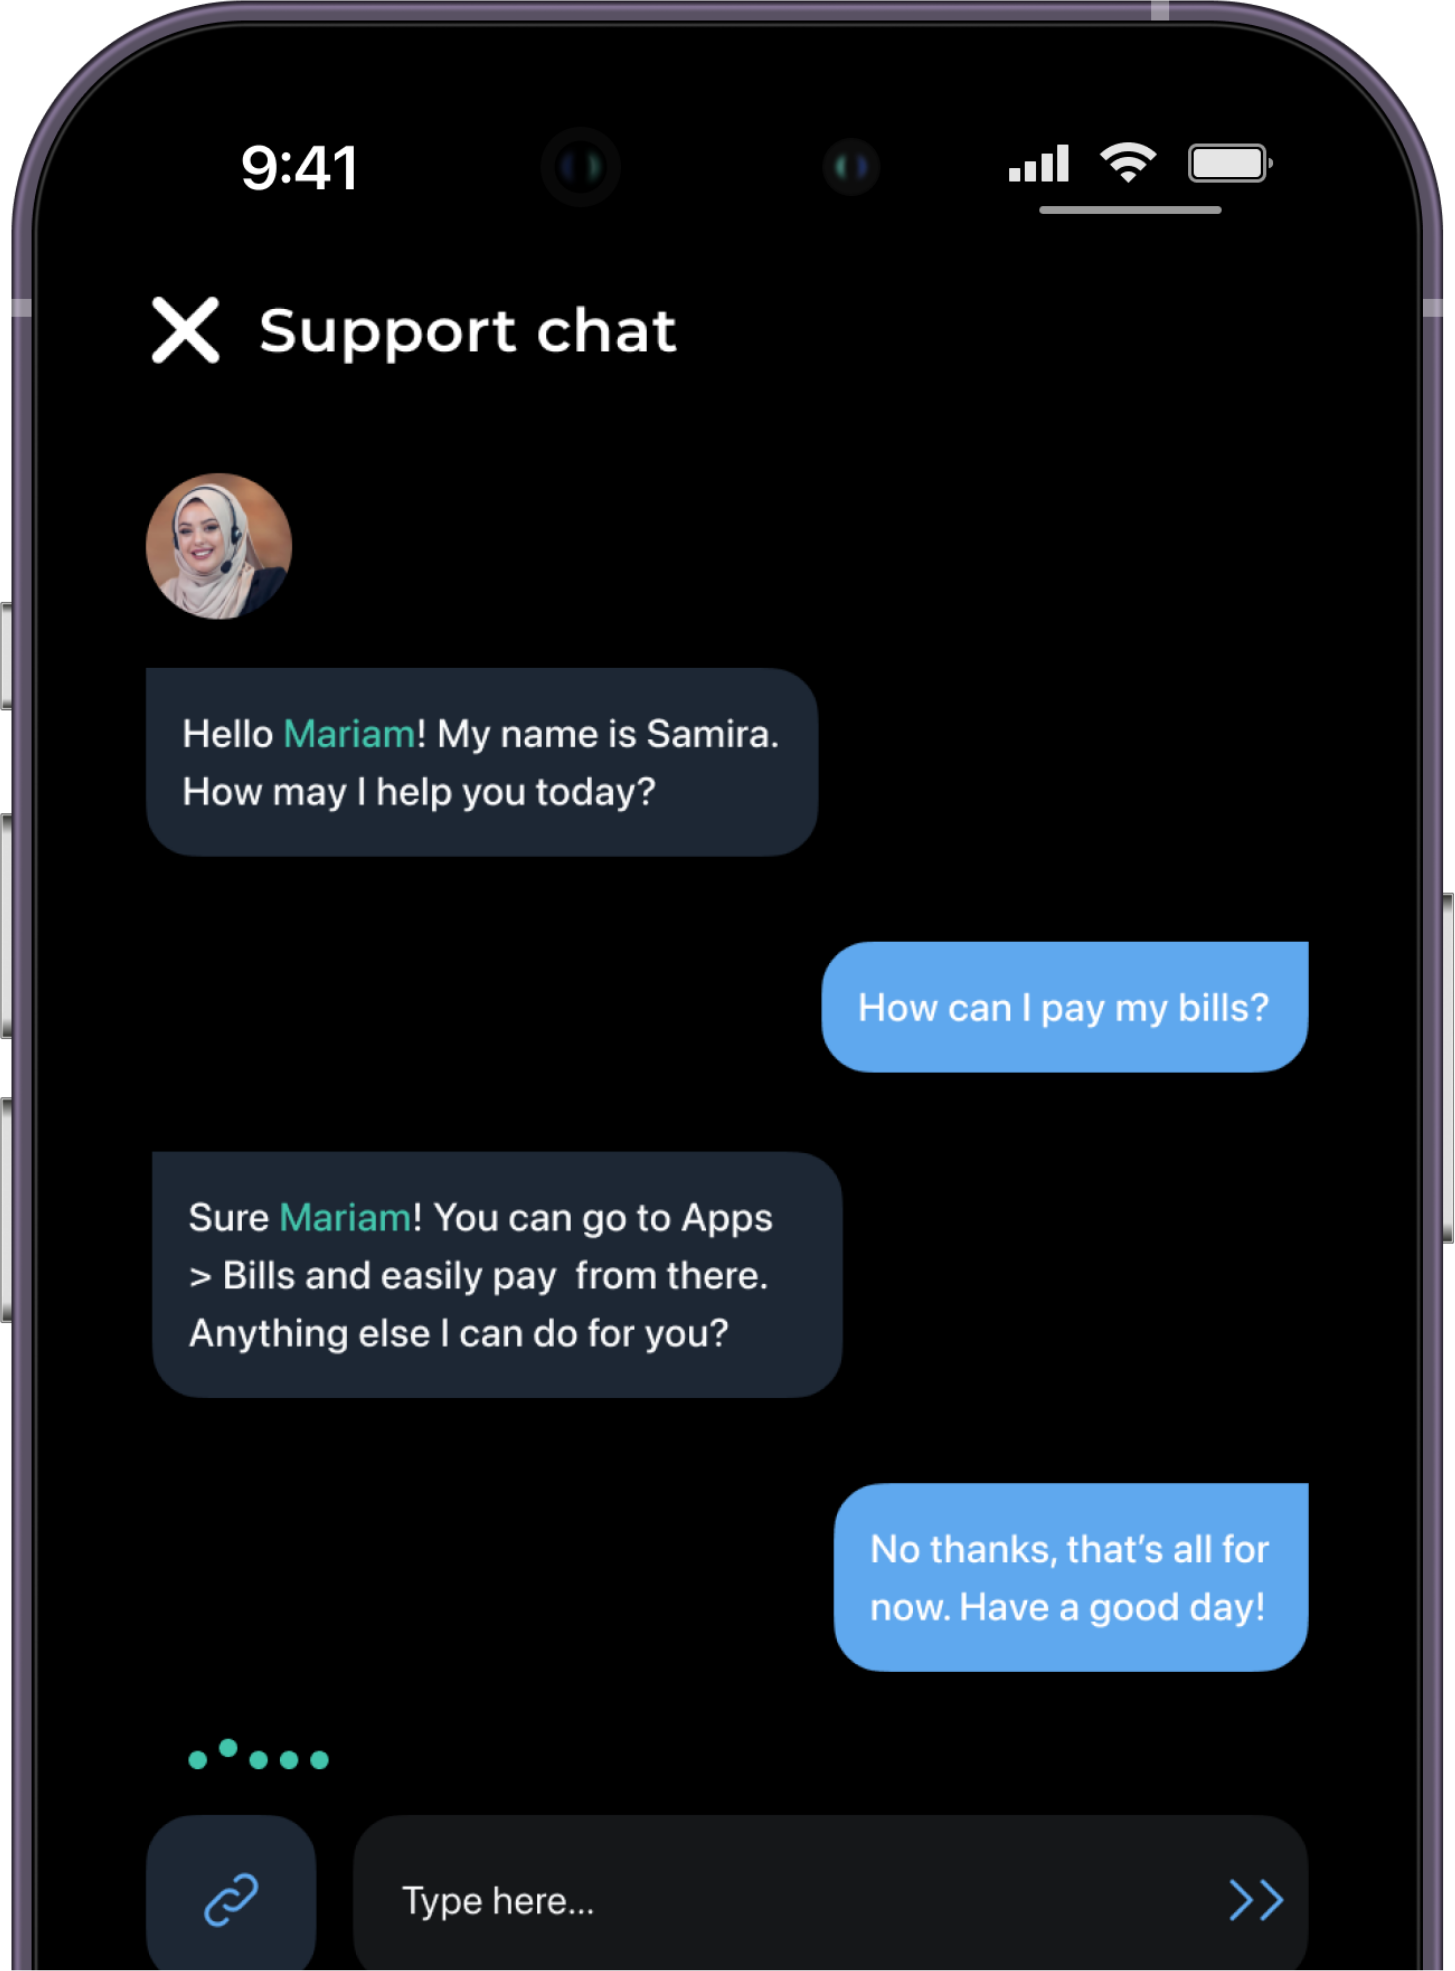 9:41
Support chat
Hello Mariam! My name is Samira.
How may I help you today?
How can I pay my bills?
Sure Mariam! You can go to Apps
> Bills and easily pay  from there.
Anything else I can do for you?
No thanks, that’s all for
now. Have a good day!
Type here...